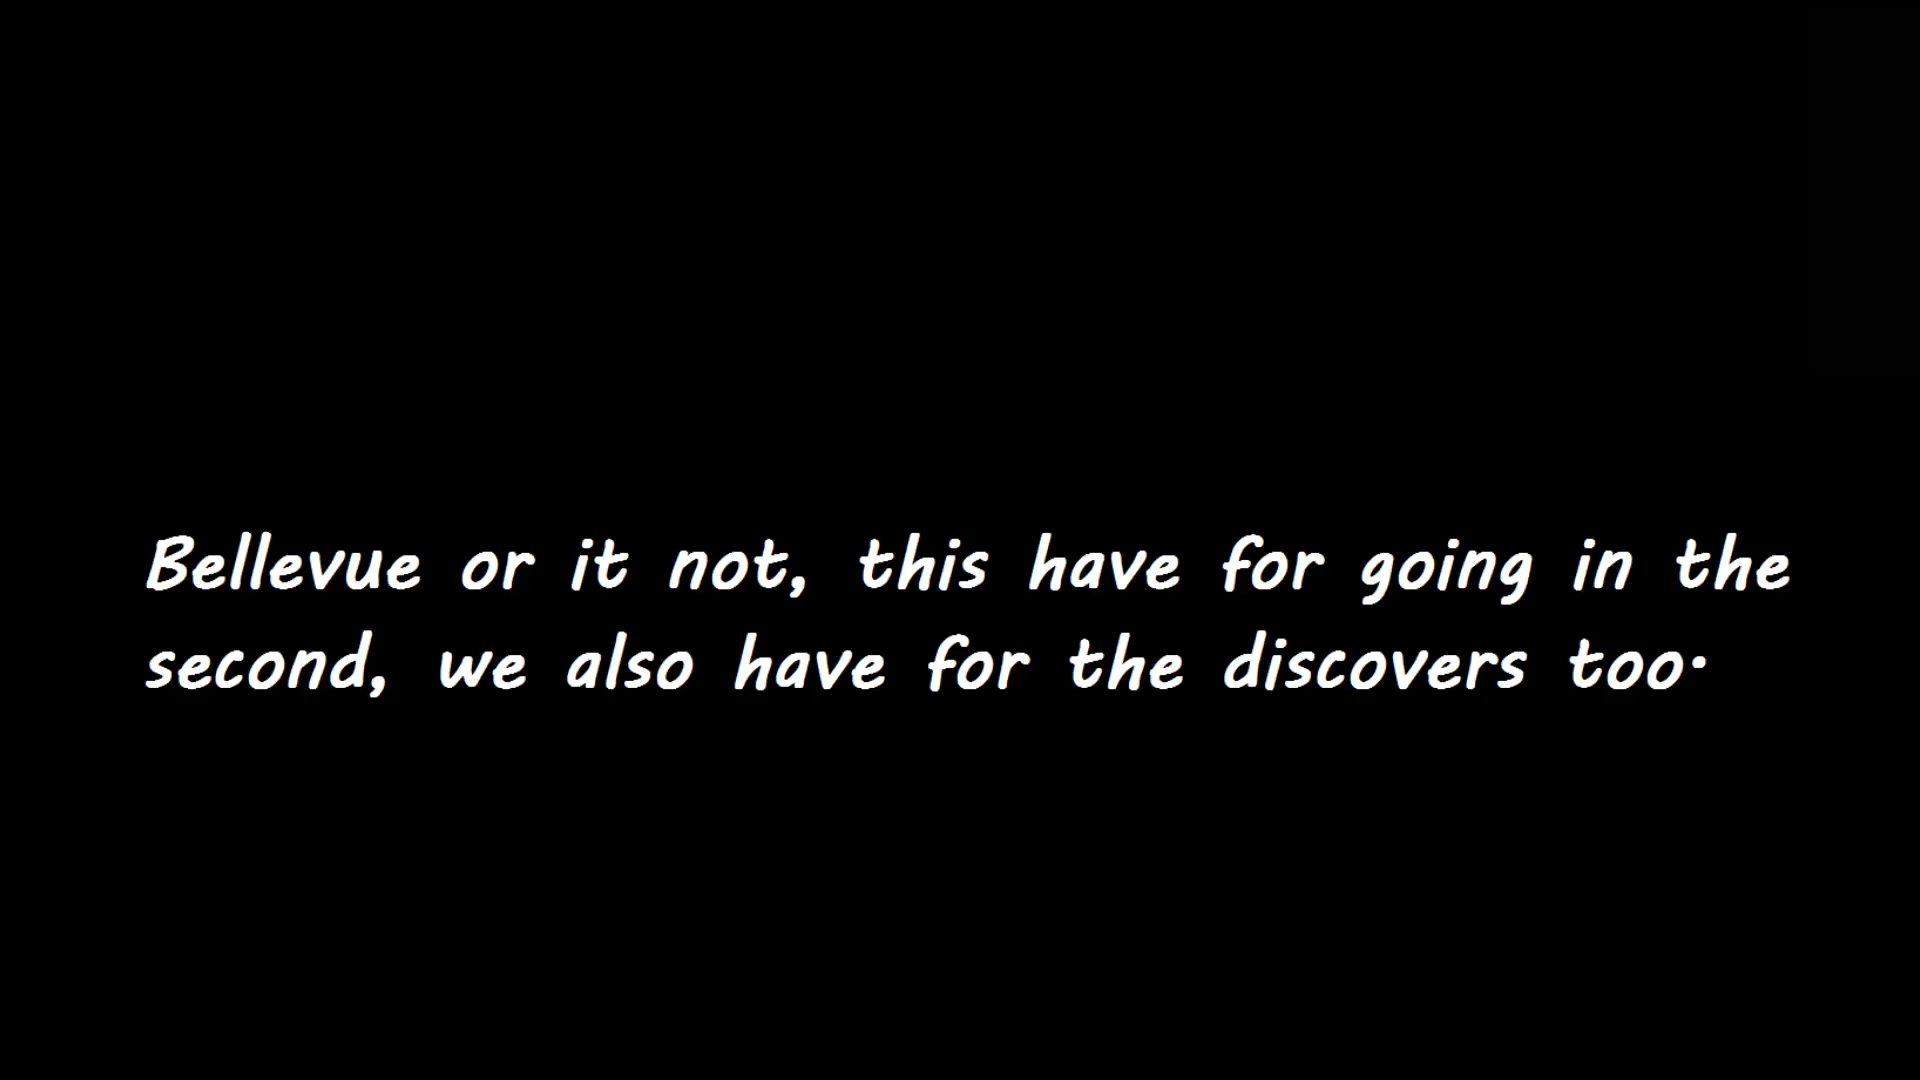 Bellevue or it not, this have for going in the
second, we also have for the discovers too.